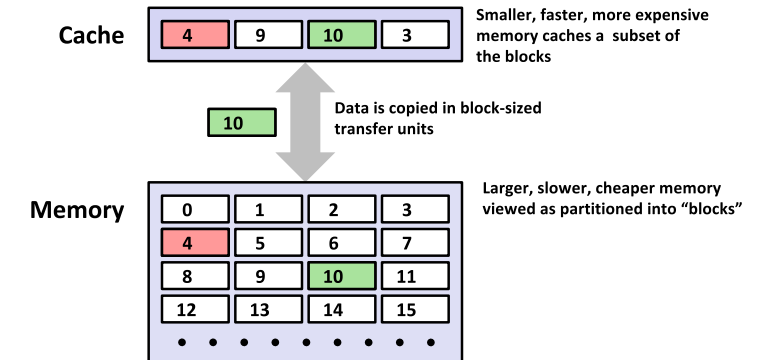 Cache
4 9 10 3
Smaller, faster, more expensive
memory caches a subset of
the blocks
10
Data is copied in block-sized
transfer units
Memory
0 1 2 3
4 5 6 7
8 9 10 11
12 13 14 15
Larger, slower, cheaper memory
viewed as partitioned into “blocks”